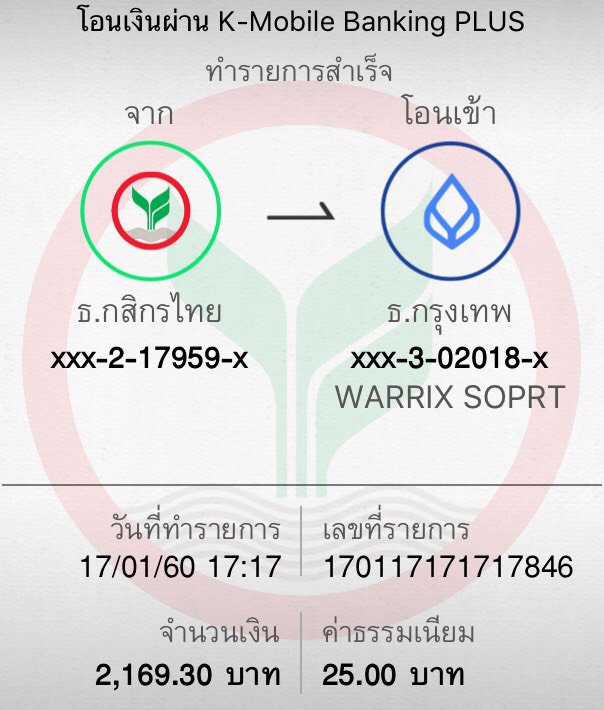 โอนเงินผ่าน K-Mobile Banking PLUS
ทำรายการสำเร็จ
จาก
โอนเข้า
ธ.กสิกรไทย
ธ.กรุงเทพ
xxx-2-17959-x
xxx-3-02018-x
WARRIX SOPRT
วันที่ทำรายการ
เลขที่รายการ
17/01/60 17:17
170117171717846
จำนวนเงิน
ค่าธรรมเนียม
2,169.30 บาท
25.00 บาท